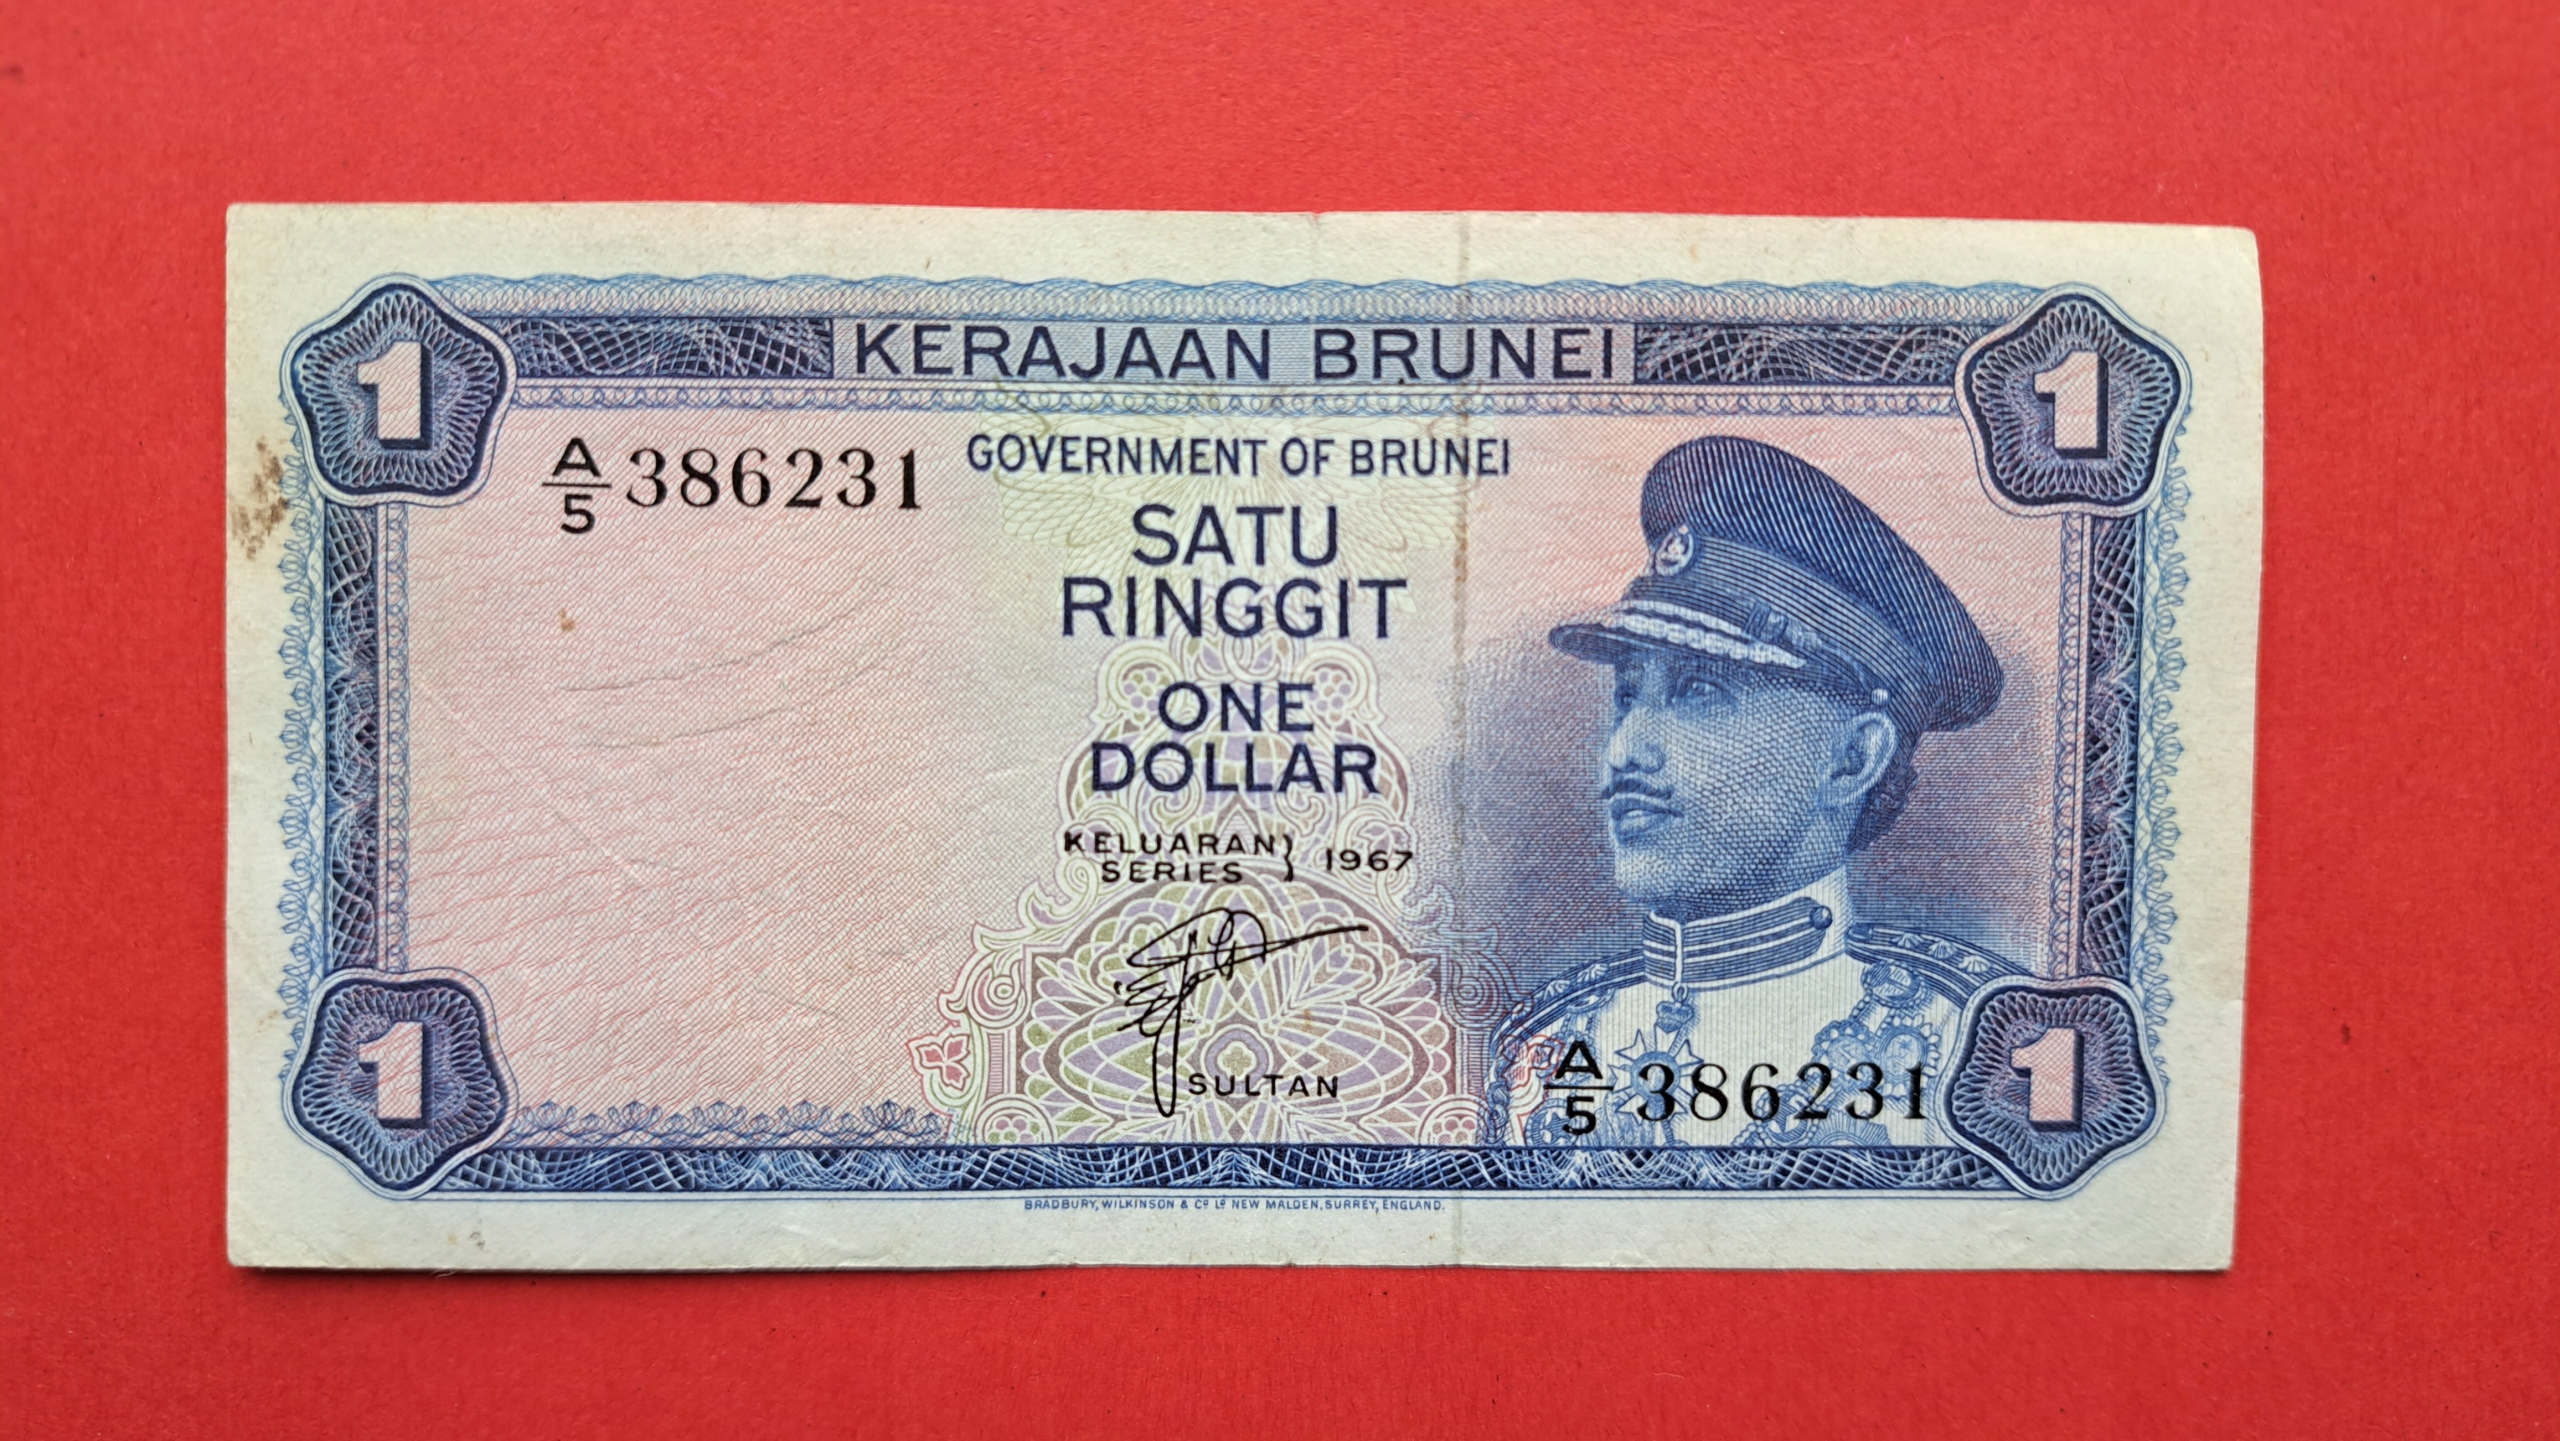 1
KERAJAAN BRUNEI
1
A/5 386231
GOVERNMENT OF BRUNEI
SATU
RINGGIT
ONE
DOLLAR
KELUARAN
SERIES } 1967
SULTAN
A/5 386231
1
1
BRADBURY, WILKINSON & Cº Lº NEW MALDEN, SURREY, ENGLAND.